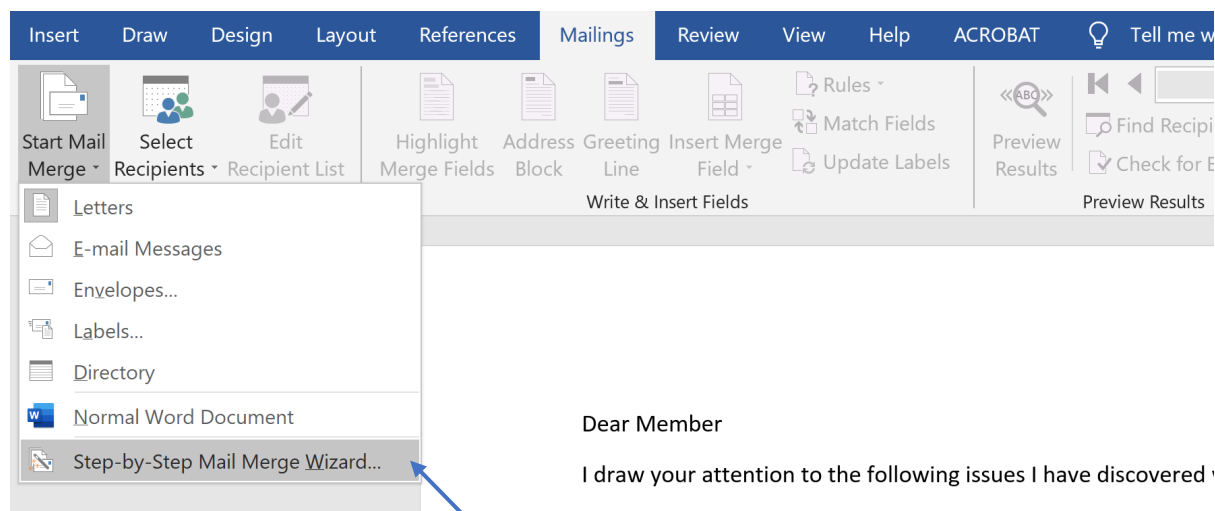 Insert Draw Design Layout References Mailings Review View Help ACROBAT Tell me w
Start Mail Merge
Select Recipients
Edit Recipient List
Highlight Merge Fields
Address Block
Greeting Line
Insert Merge Field
Rules
Match Fields
Update Labels
Write & Insert Fields
«ABC»
Preview Results
Find Recipi
Check for E
Preview Results
Letters
E-mail Messages
Envelopes...
Labels...
Directory
Normal Word Document
Step-by-Step Mail Merge Wizard...
Dear Member
I draw your attention to the following issues I have discovered